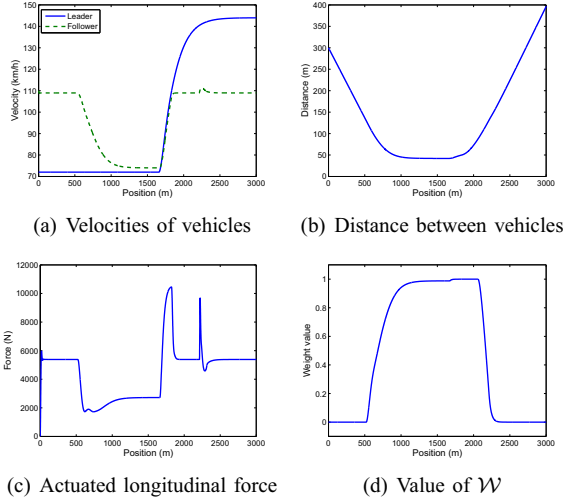 150
140
130
120
110
100
90
80
70
Velocity (km/h)
Leader
Follower
0 500 1000 1500 2000 2500 3000
Position (m)
(a) Velocities of vehicles
400
350
300
250
200
150
100
50
0
Distance (m)
0 500 1000 1500 2000 2500 3000
Position (m)
(b) Distance between vehicles
12000
10000
8000
6000
4000
2000
0
Force (N)
0 500 1000 1500 2000 2500 3000
Position (m)
(c) Actuated longitudinal force
1
0.8
0.6
0.4
0.2
0
Weight value
0 500 1000 1500 2000 2500 3000
Position (m)
(d) Value of 𝒲